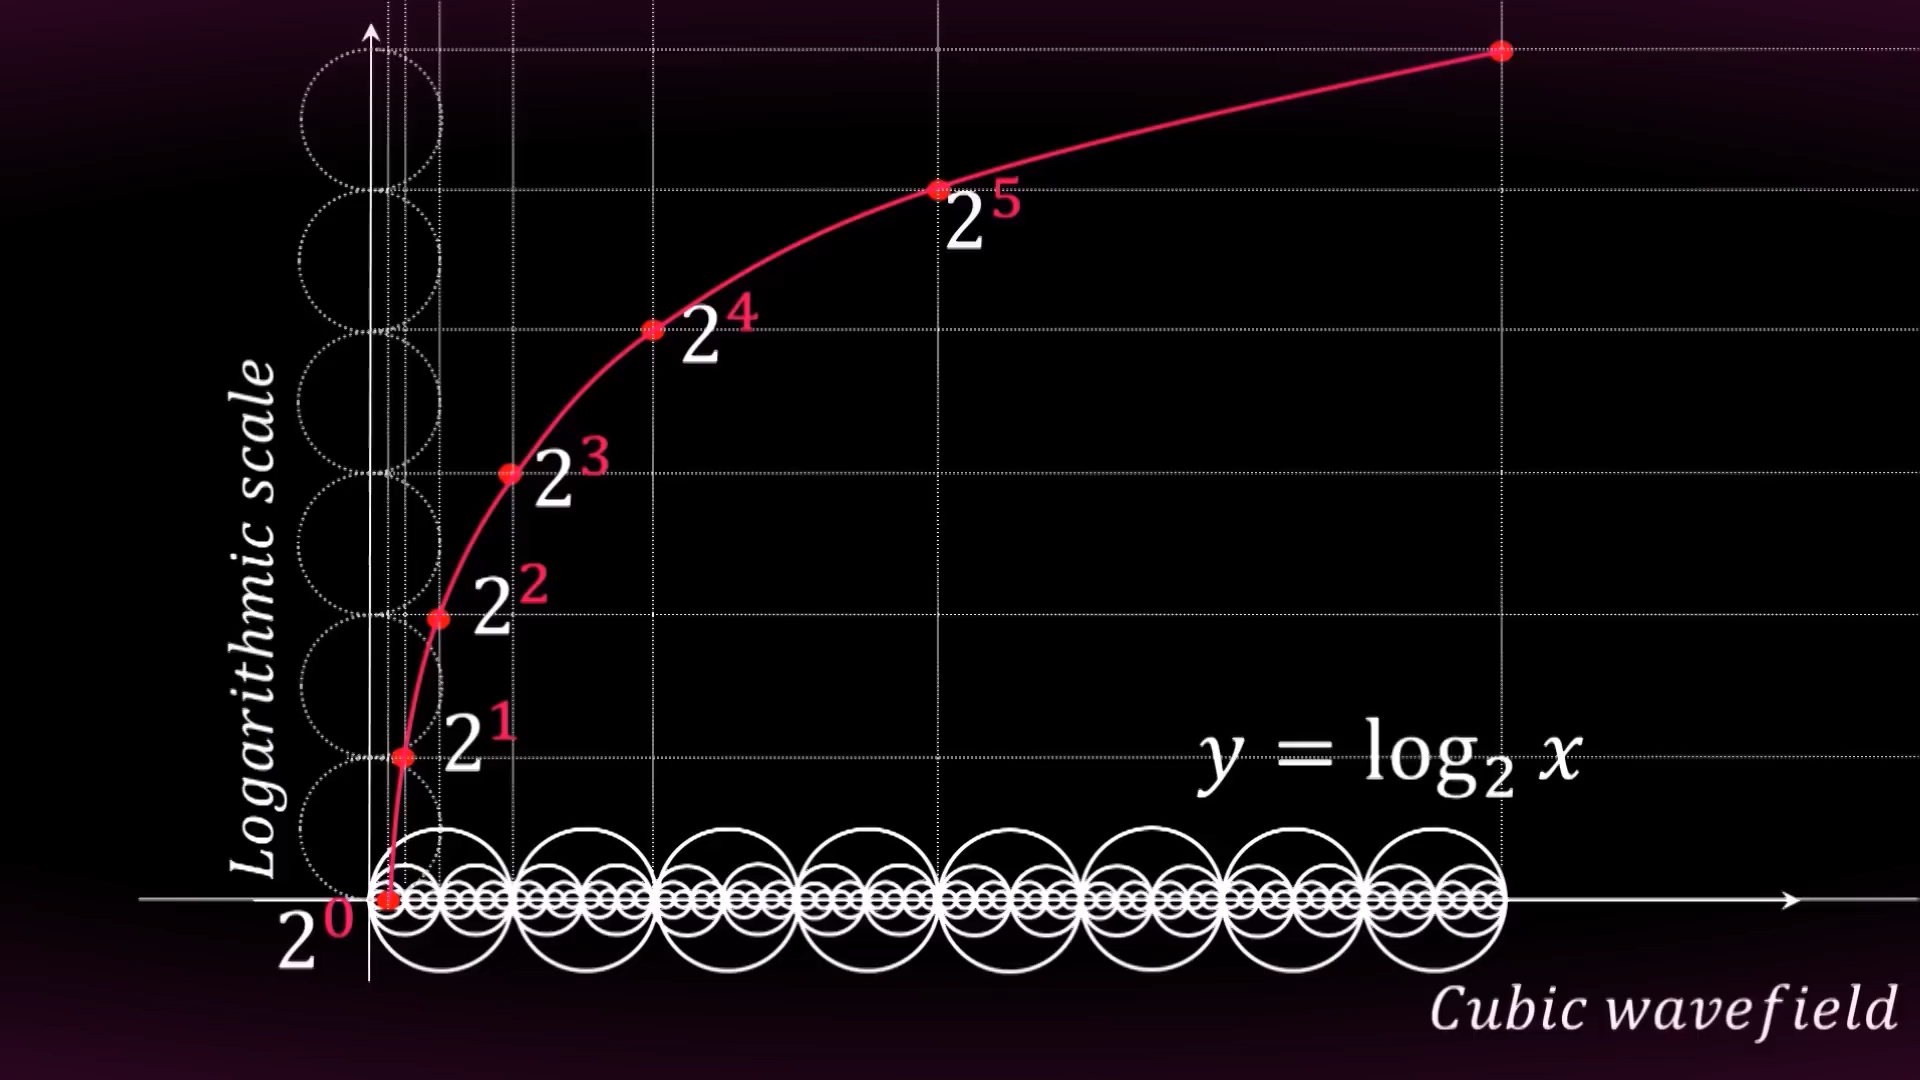 2⁵
2⁴
2³
2²
2¹
y = log₂ x
2⁰
Logarithmic scale
Cubic wavefield